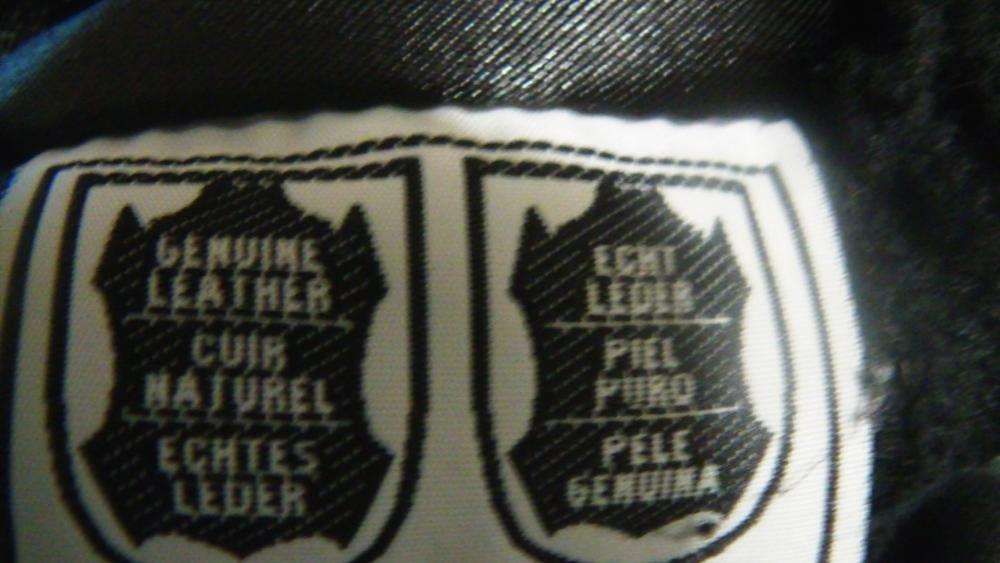 GENUINE
LEATHER
CUIR
NATUREL
ECHTES
LEDER
ECHT
LEDER
PIEL
PURO
PELE
GENUINA